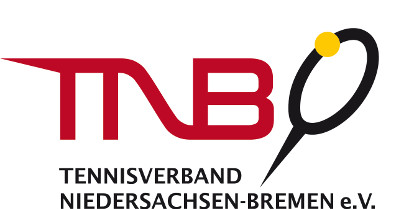 TNB
TENNISVERBAND
NIEDERSACHSEN-BREMEN e.V.